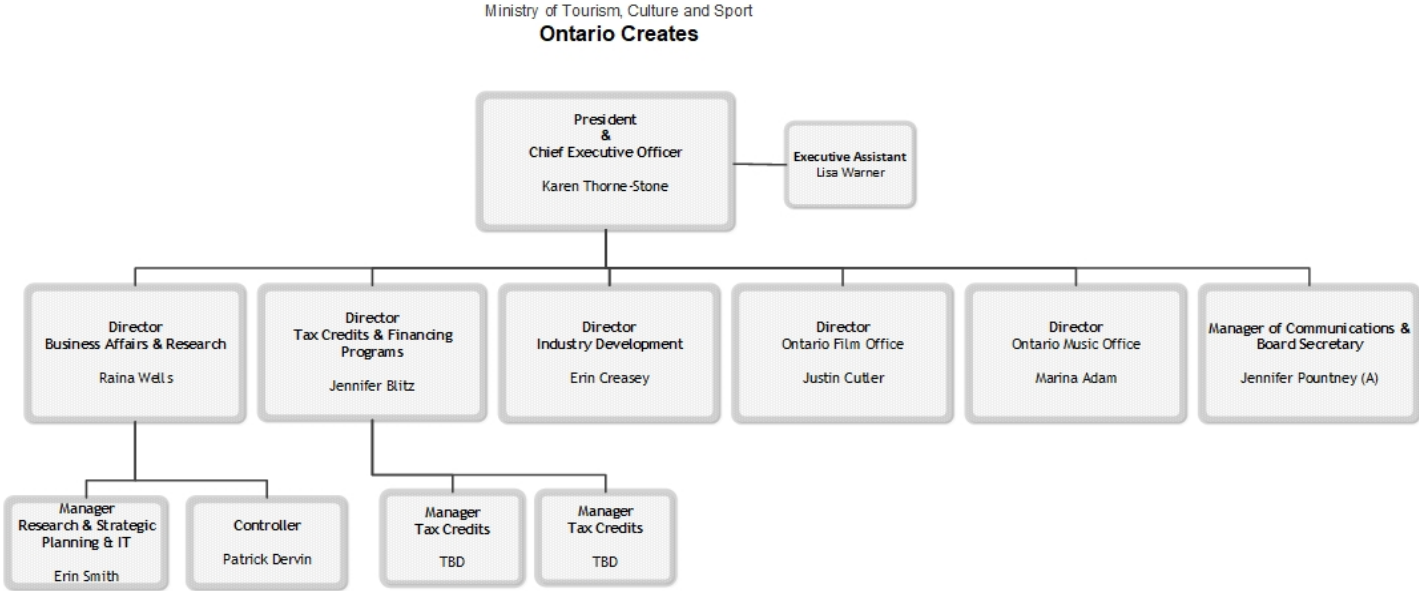 Ministry of Tourism, Culture and Sport
Ontario Creates
President
&
Chief Executive Officer
Karen Thorne-Stone
Executive Assistant
Lisa Warner
Director
Business Affairs & Research
Raina Wells
Director
Tax Credits & Financing
Programs
Jennifer Blitz
Director
Industry Development
Erin Creasey
Director
Ontario Film Office
Justin Cutler
Director
Ontario Music Office
Marina Adam
Manager of Communications &
Board Secretary
Jennifer Pountney (A)
Manager
Research & Strategic
Planning & IT
Erin Smith
Controller
Patrick Dervin
Manager
Tax Credits
TBD
Manager
Tax Credits
TBD